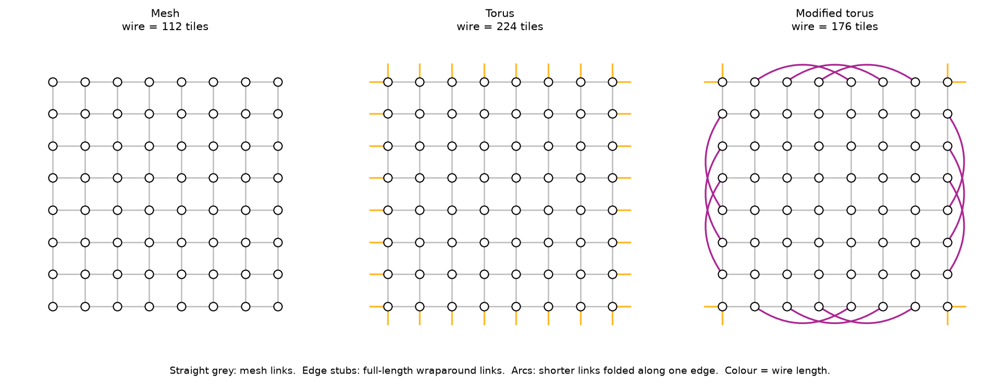 Mesh
wire = 112 tiles
Torus
wire = 224 tiles
Modified torus
wire = 176 tiles
Straight grey: mesh links.  Edge stubs: full-length wraparound links.  Arcs: shorter links folded along one edge.  Colour = wire length.